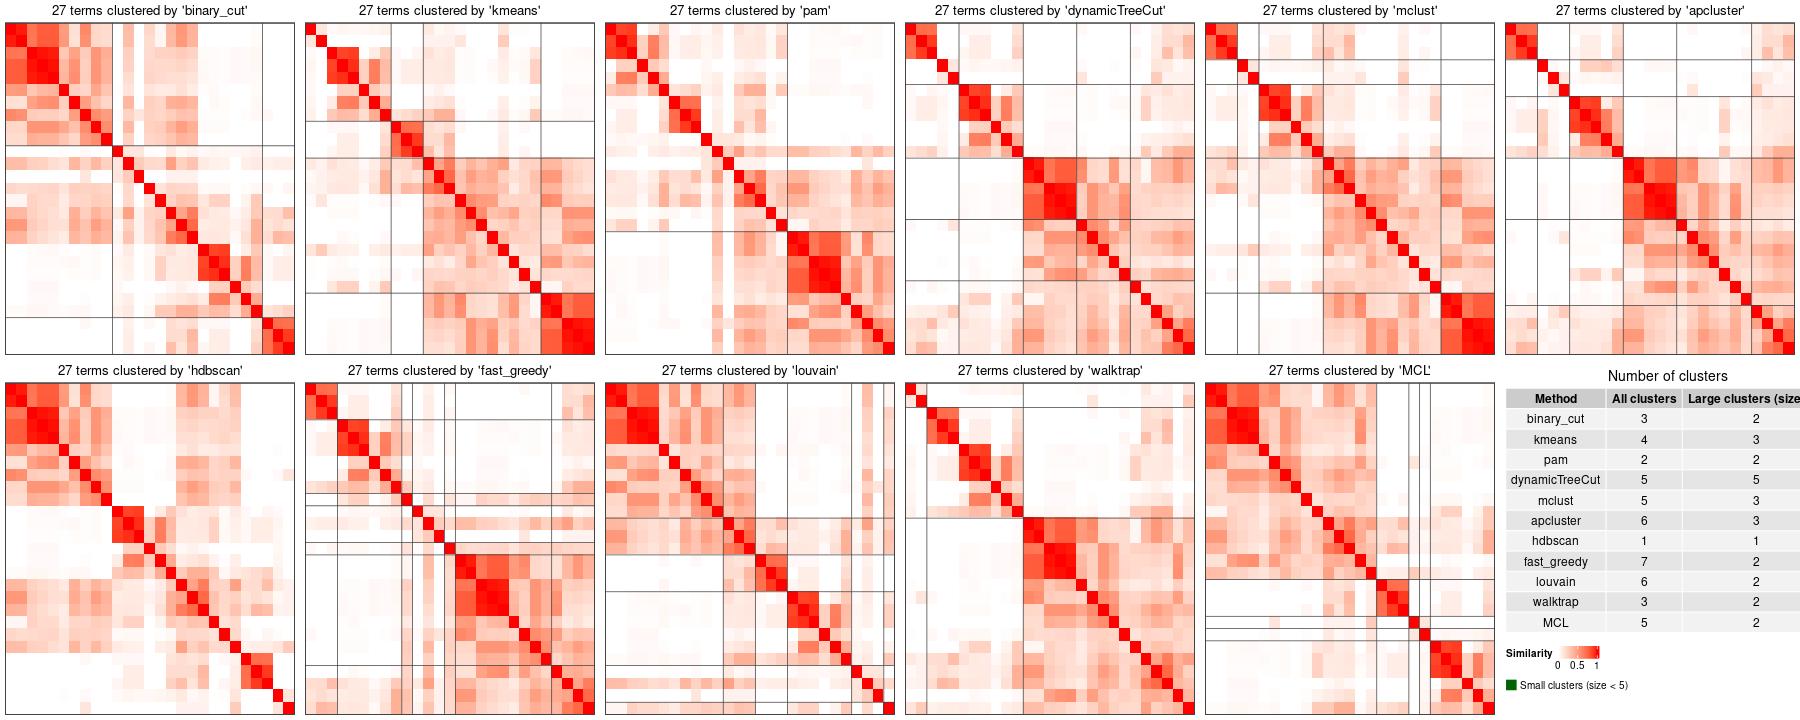 27 terms clustered by 'binary_cut'
27 terms clustered by 'kmeans'
27 terms clustered by 'pam'
27 terms clustered by 'dynamicTreeCut'
27 terms clustered by 'mclust'
27 terms clustered by 'apcluster'
27 terms clustered by 'hdbscan'
27 terms clustered by 'fast_greedy'
27 terms clustered by 'louvain'
27 terms clustered by 'walktrap'
27 terms clustered by 'MCL'
Number of clusters
Method All clusters Large clusters (size
binary_cut 3 2
kmeans 4 3
pam 2 2
dynamicTreeCut 5 5
mclust 5 3
apcluster 6 3
hdbscan 1 1
fast_greedy 7 2
louvain 6 2
walktrap 3 2
MCL 5 2
Similarity
0 0.5 1
Small clusters (size < 5)